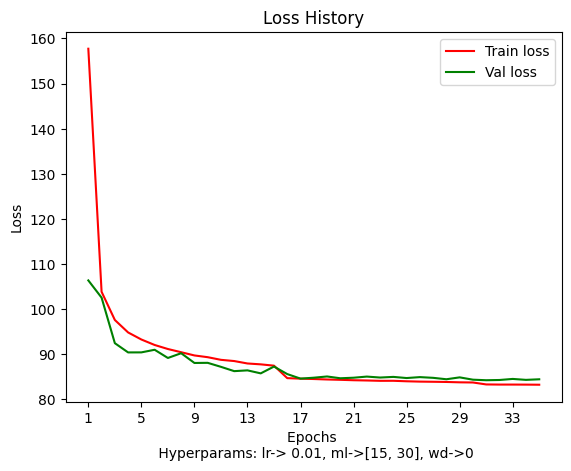 Loss History
Train loss
Val loss
Loss
160
150
140
130
120
110
100
90
80
1 5 9 13 17 21 25 29 33
Epochs
Hyperparams: lr-> 0.01, ml->[15, 30], wd->0